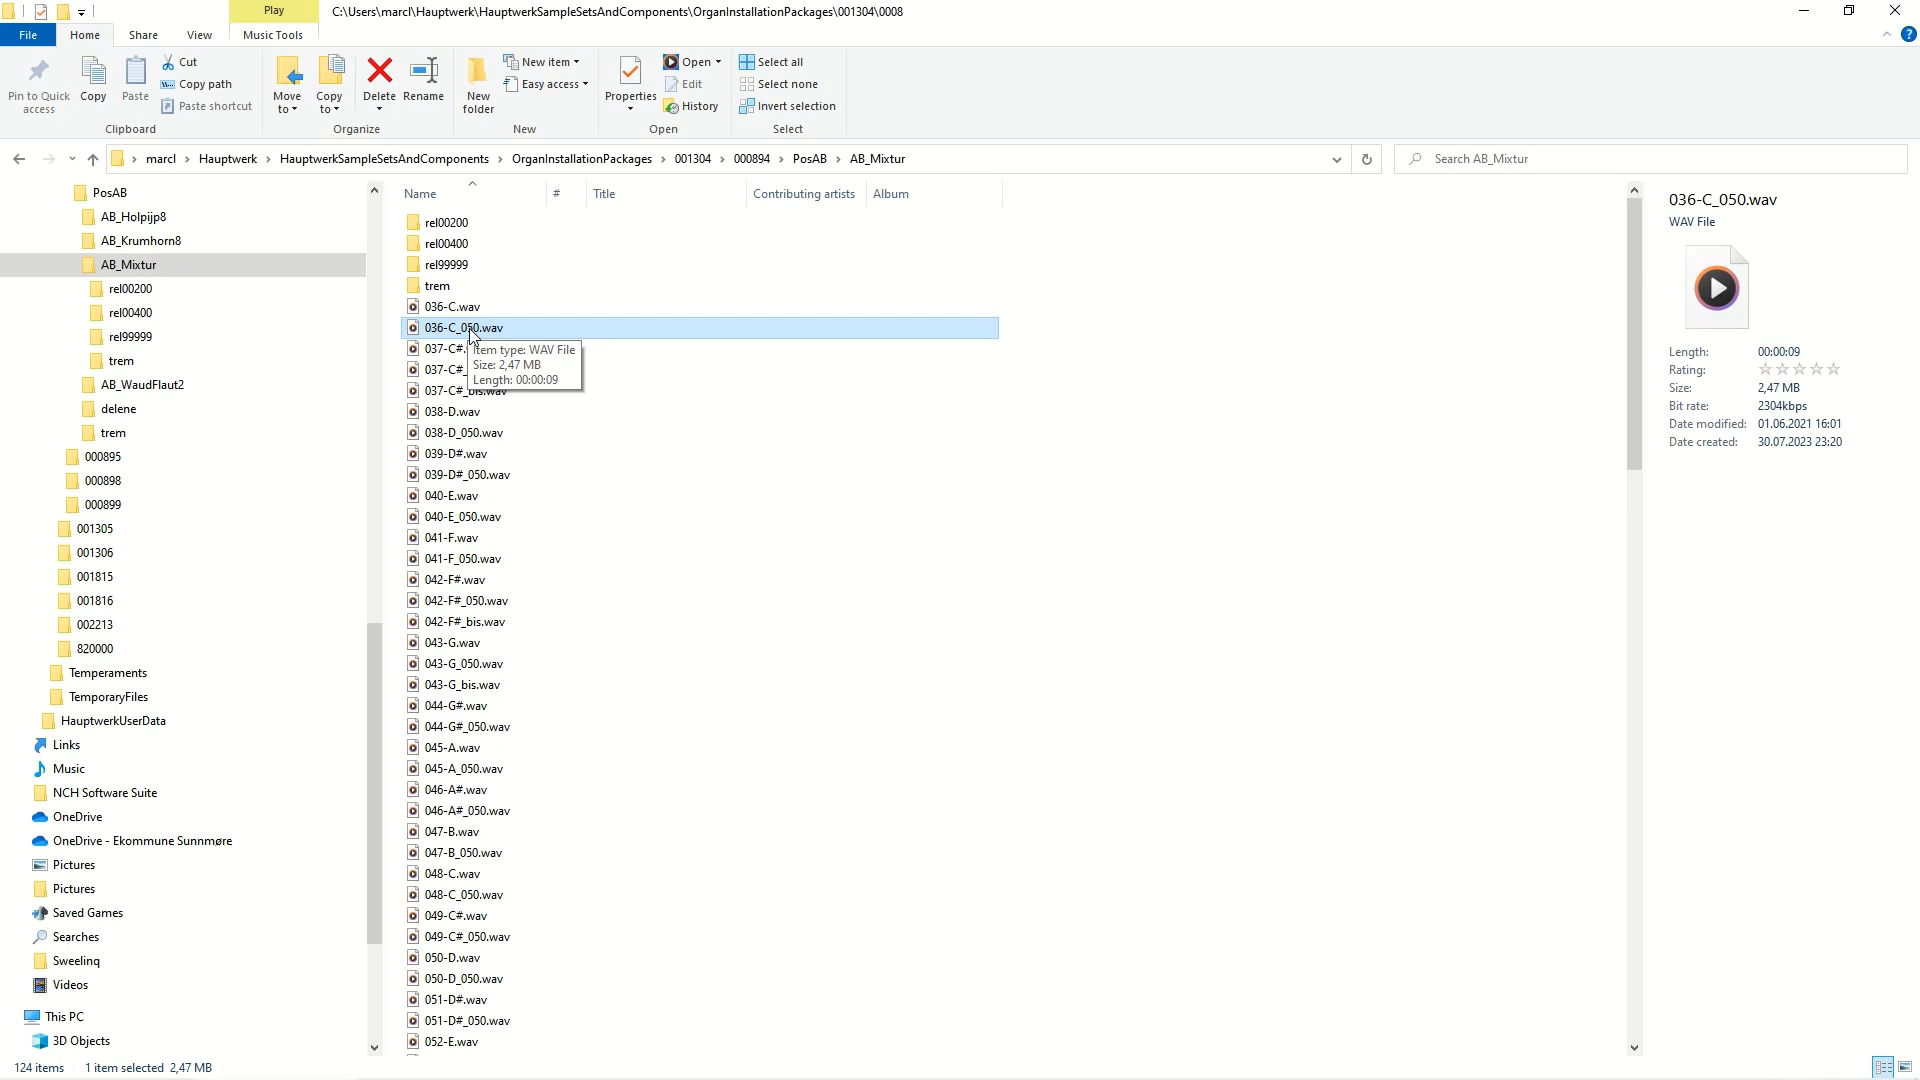 Play
C:\Users\marcl\Hauptwerk\HauptwerkSampleSetsAndComponents\OrganInstallationPackages\001304\0008
File
Home
Share
View
Music Tools
Pin to Quick access
Copy
Paste
Cut
Copy path
Paste shortcut
Move to
Copy to
Delete
Rename
New folder
New item
Easy access
Properties
Open
Edit
History
Select all
Select none
Invert selection
Clipboard
Organize
New
Open
Select
marcl > Hauptwerk > HauptwerkSampleSetsAndComponents > OrganInstallationPackages > 001304 > 000894 > PosAB > AB_Mixtur
Search AB_Mixtur
PosAB
AB_Holpijp8
AB_Krumhorn8
AB_Mixtur
rel00200
rel00400
rel99999
trem
AB_WaudFlaut2
delene
trem
000895
000898
000899
001305
001306
001815
001816
002213
820000
Temperaments
TemporaryFiles
HauptwerkUserData
Links
Music
NCH Software Suite
OneDrive
OneDrive - Ekommune Sunnmøre
Pictures
Pictures
Saved Games
Searches
Sweelinq
Videos
This PC
3D Objects
Name
#
Title
Contributing artists
Album
rel00200
rel00400
rel99999
trem
036-C.wav
036-C_050.wav
037-C#.
037-C#_
037-C#_bis.wav
Item type: WAV File
Size: 2,47 MB
Length: 00:00:09
038-D.wav
038-D_050.wav
039-D#.wav
039-D#_050.wav
040-E.wav
040-E_050.wav
041-F.wav
041-F_050.wav
042-F#.wav
042-F#_050.wav
042-F#_bis.wav
043-G.wav
043-G_050.wav
043-G_bis.wav
044-G#.wav
044-G#_050.wav
045-A.wav
045-A_050.wav
046-A#.wav
046-A#_050.wav
047-B.wav
047-B_050.wav
048-C.wav
048-C_050.wav
049-C#.wav
049-C#_050.wav
050-D.wav
050-D_050.wav
051-D#.wav
051-D#_050.wav
052-E.wav
036-C_050.wav
WAV File
Length: 00:00:09
Rating:
Size: 2,47 MB
Bit rate: 2304kbps
Date modified: 01.06.2021 16:01
Date created: 30.07.2023 23:20
124 items 1 item selected 2,47 MB